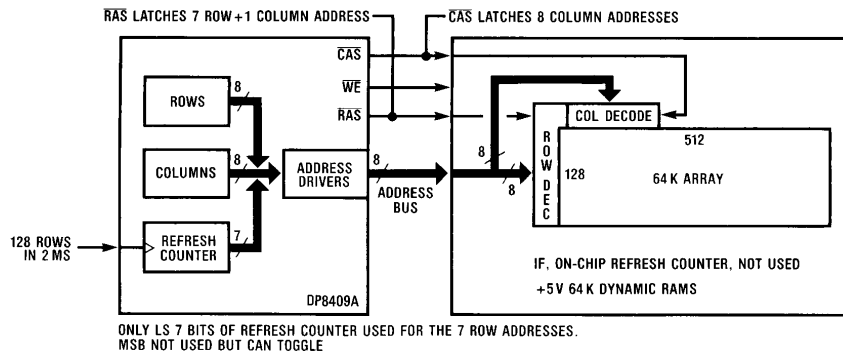 RAS LATCHES 7 ROW+1 COLUMN ADDRESS
CAS LATCHES 8 COLUMN ADDRESSES
CAS
WE
RAS
ROWS
8
COLUMNS
8
REFRESH
COUNTER
7
ADDRESS
DRIVERS
8
ADDRESS
BUS
128 ROWS
IN 2 MS
DP8409A
COL DECODE
ROW DEC
512
128
64K ARRAY
8
8
IF, ON-CHIP REFRESH COUNTER, NOT USED
+5V 64K DYNAMIC RAMS
ONLY LS 7 BITS OF REFRESH COUNTER USED FOR THE 7 ROW ADDRESSES.
MSB NOT USED BUT CAN TOGGLE